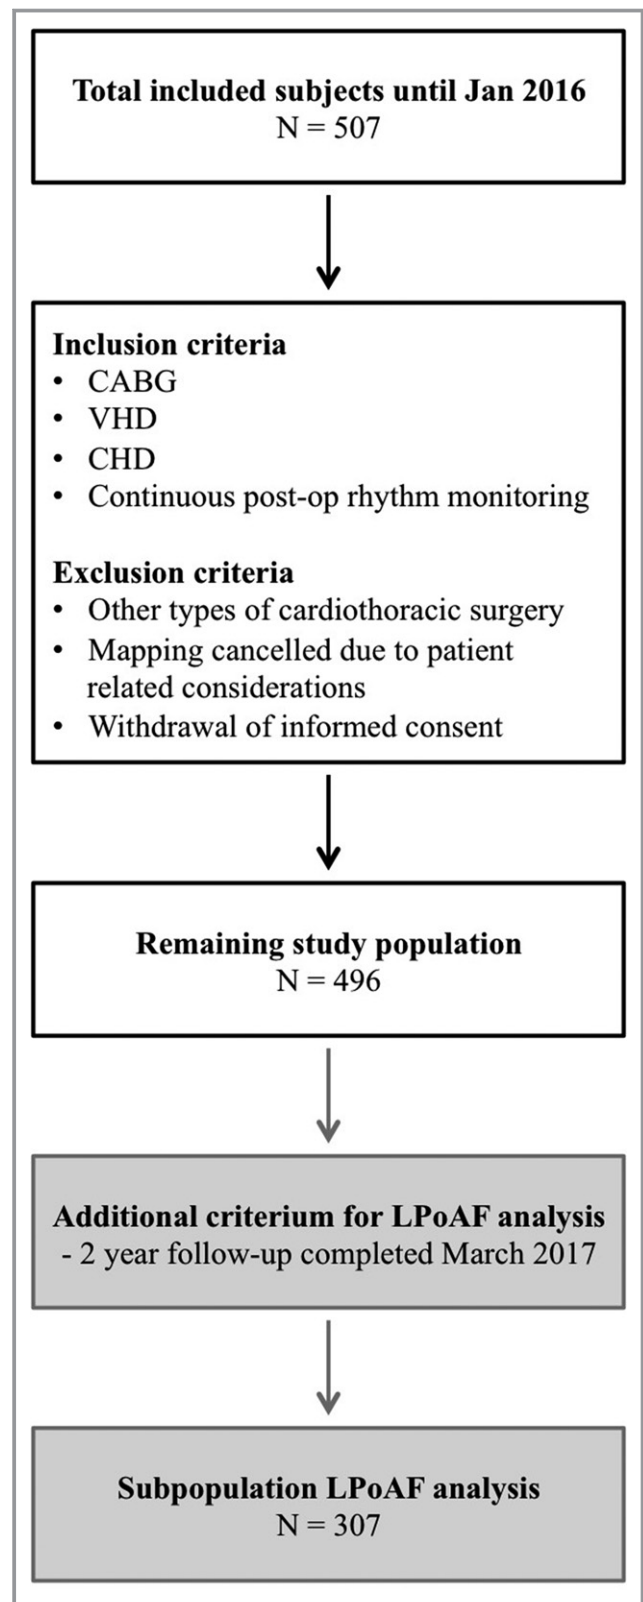 Total included subjects until Jan 2016
N = 507
Inclusion criteria
• CABG
• VHD
• CHD
• Continuous post-op rhythm monitoring
Exclusion criteria
• Other types of cardiothoracic surgery
• Mapping cancelled due to patient
related considerations
• Withdrawal of informed consent
Remaining study population
N = 496
Additional criterium for LPoAF analysis
- 2 year follow-up completed March 2017
Subpopulation LPoAF analysis
N = 307